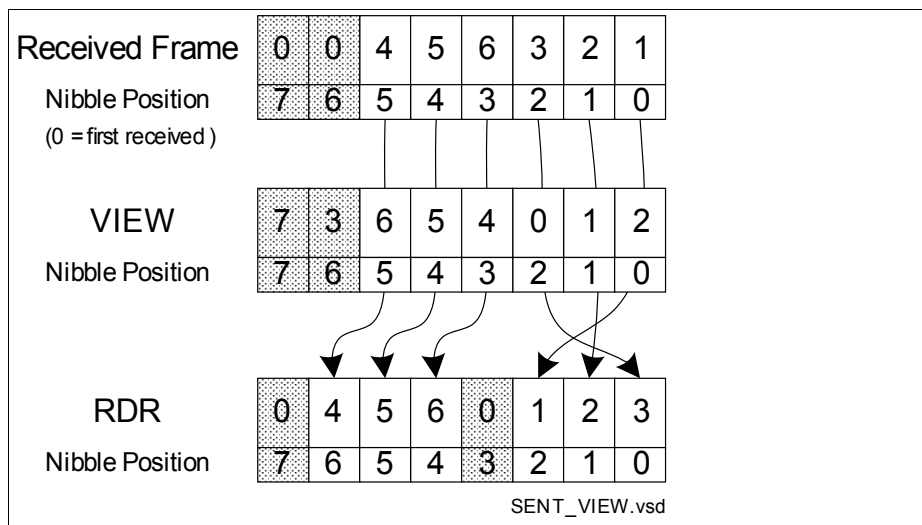 Received Frame 0 0 4 5 6 3 2 1
Nibble Position 7 6 5 4 3 2 1 0
(0 = first received )
VIEW 7 3 6 5 4 0 1 2
Nibble Position 7 6 5 4 3 2 1 0
RDR 0 4 5 6 0 1 2 3
Nibble Position 7 6 5 4 3 2 1 0
SENT_VIEW.vsd